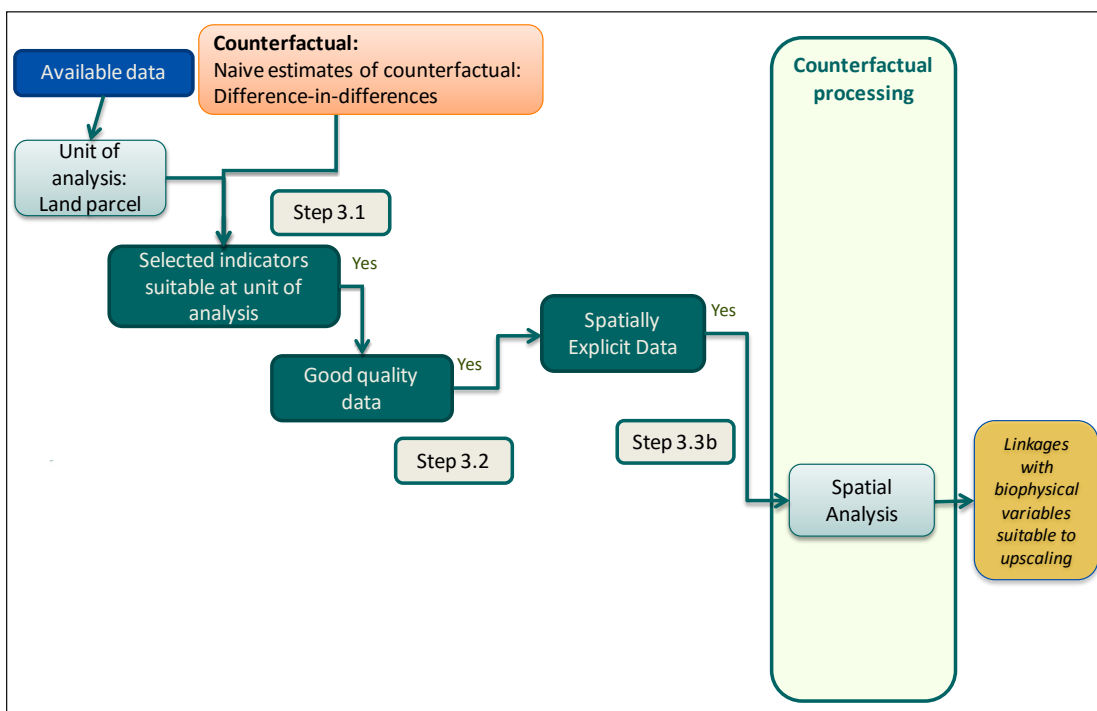 Available data
Counterfactual:
Naive estimates of counterfactual:
Difference-in-differences
Counterfactual
processing
Unit of
analysis:
Land parcel
Step 3.1
Selected indicators
suitable at unit of
analysis
Yes
Good quality
data
Yes
Spatially
Explicit Data
Yes
Step 3.2
Step 3.3b
Spatial
Analysis
Linkages
with
biophysical
variables
suitable to
upscaling